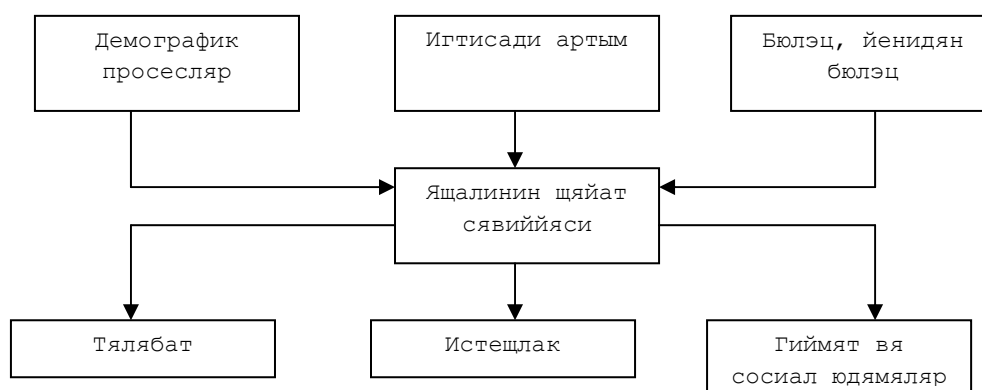 Демографик
просесляр
Игтисади артым
Бюлэц, йенидян
бюлэц
Ящалинин щяйат
сявиййяси
Тялябат
Истещлак
Гиймят вя
сосиал юдямяляр